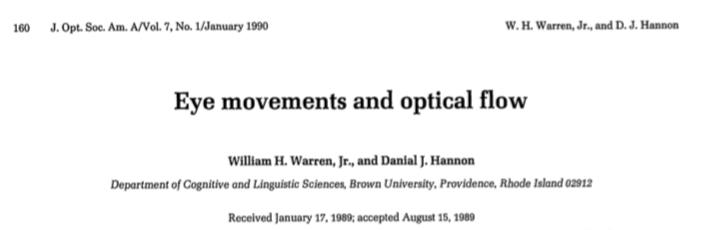 160 J. Opt. Soc. Am. A/Vol. 7, No. 1/January 1990 W. H. Warren, Jr., and D. J. Hannon
Eye movements and optical flow
William H. Warren, Jr., and Danial J. Hannon
Department of Cognitive and Linguistic Sciences, Brown University, Providence, Rhode Island 02912
Received January 17, 1989; accepted August 15, 1989